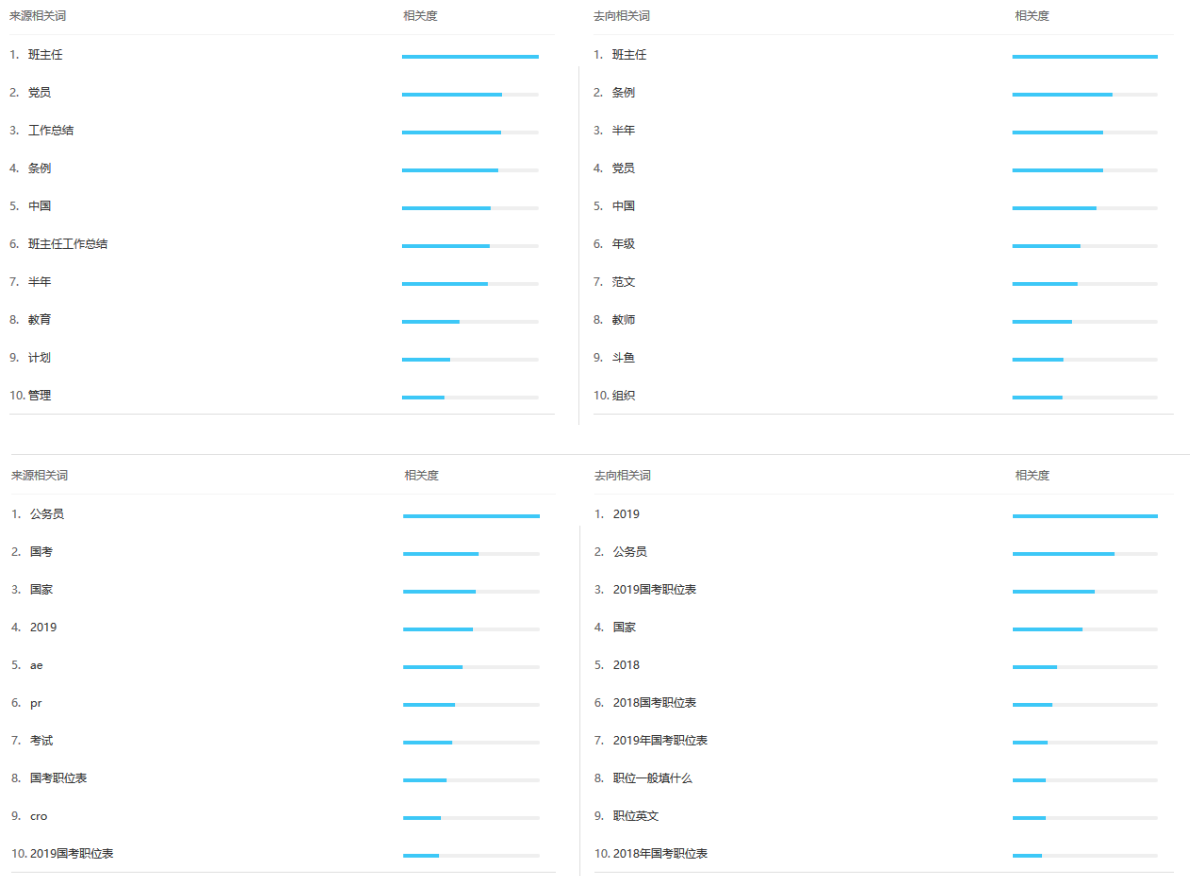 来源相关词 相关度
1. 班主任
2. 党员
3. 工作总结
4. 条例
5. 中国
6. 班主任工作总结
7. 半年
8. 教育
9. 计划
10. 管理
去向相关词 相关度
1. 班主任
2. 条例
3. 半年
4. 党员
5. 中国
6. 年级
7. 范文
8. 教师
9. 斗鱼
10. 组织
来源相关词 相关度
1. 公务员
2. 国考
3. 国家
4. 2019
5. ae
6. pr
7. 考试
8. 国考职位表
9. cro
10. 2019国考职位表
去向相关词 相关度
1. 2019
2. 公务员
3. 2019国考职位表
4. 国家
5. 2018
6. 2018国考职位表
7. 2019年国考职位表
8. 职位一般填什么
9. 职位英文
10. 2018年国考职位表